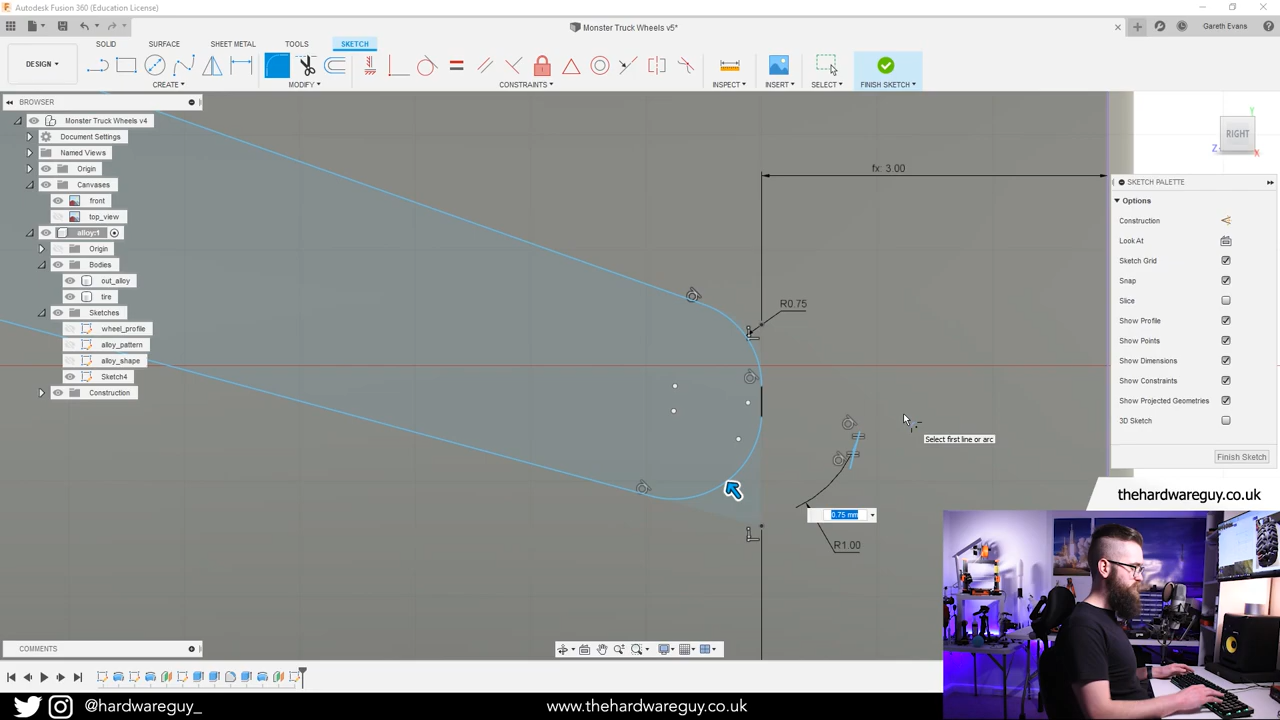 Autodesk Fusion 360 (Education License)
Monster Truck Wheels v5*
Gareth Evans
DESIGN
SOLID
SURFACE
SHEET METAL
TOOLS
SKETCH
CREATE
MODIFY
CONSTRAINTS
INSPECT
INSERT
SELECT
FINISH SKETCH
BROWSER
Monster Truck Wheels v4
Document Settings
Named Views
Origin
Canvases
front
top_view
alloy:1
Origin
Bodies
out_alloy
tire
Sketches
wheel_profile
alloy_pattern
alloy_shape
Sketch4
Construction
fx: 3.00
R0.75
Select first line or arc
0.75 mm
R1.00
Y
RIGHT
Z
X
SKETCH PALETTE
Options
Construction
Look At
Sketch Grid
Snap
Slice
Show Profile
Show Points
Show Dimensions
Show Constraints
Show Projected Geometries
3D Sketch
Finish Sketch
thehardwareguy.co.uk
COMMENTS
@hardwareguy_
www.thehardwareguy.co.uk